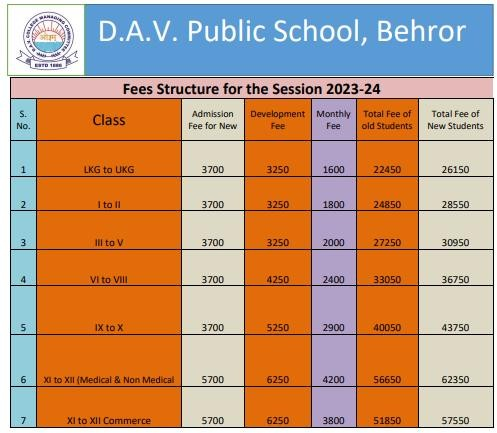 D.A.V. COLLEGE MANAGING COMMITTEE
ESTD 1886
D.A.V. Public School, Behror
Fees Structure for the Session 2023-24
S. No. Class Admission Fee for New Development Fee Monthly Fee Total Fee of old Students Total Fee of New Students
1 LKG to UKG 3700 3250 1600 22450 26150
2 I to II 3700 3250 1800 24850 28550
3 III to V 3700 3250 2000 27250 30950
4 VI to VIII 3700 4250 2400 33050 36750
5 IX to X 3700 5250 2900 40050 43750
6 XI to XII (Medical & Non Medical 5700 6250 4200 56650 62350
7 XI to XII Commerce 5700 6250 3800 51850 57550